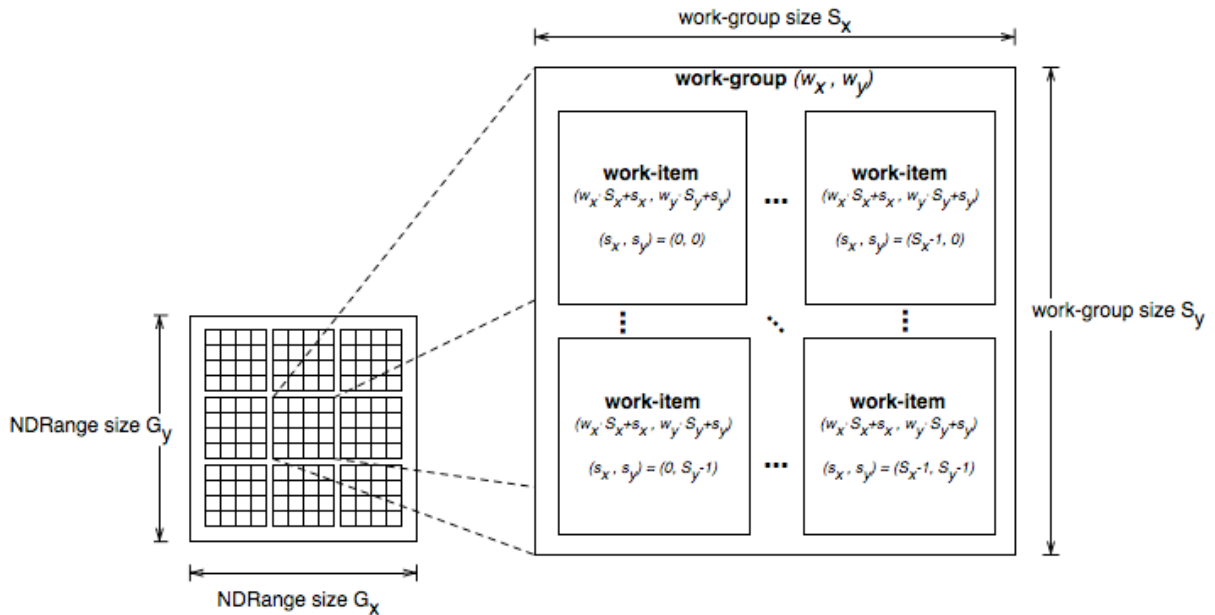 work-group size Sx
work-group (wx , wy)
work-item
(wx· Sx+sx , wy· Sy+sy)
(sx , sy) = (0, 0)
...
work-item
(wx· Sx+sx , wy· Sy+sy)
(sx , sy) = (Sx-1, 0)
work-group size Sy
work-item
(wx· Sx+sx , wy· Sy+sy)
(sx , sy) = (0, Sy-1)
...
work-item
(wx· Sx+sx , wy· Sy+sy)
(sx , sy) = (Sx-1, Sy-1)
NDRange size Gy
NDRange size Gx